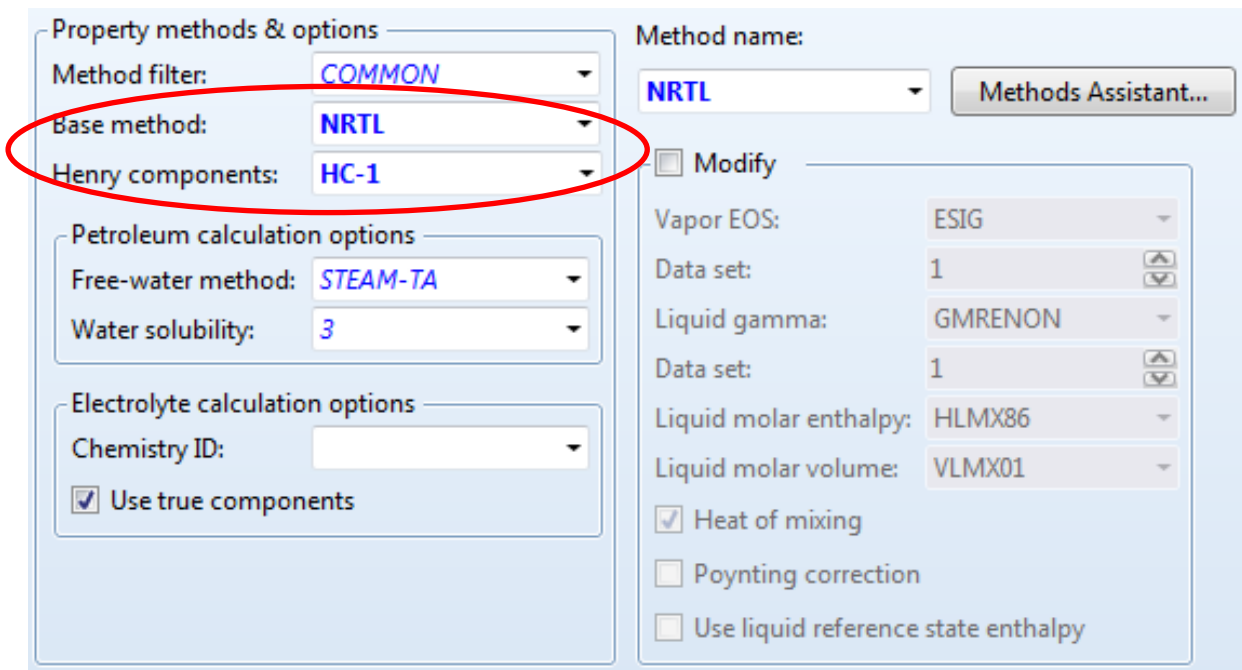 Property methods & options
Method filter: COMMON
Base method: NRTL
Henry components: HC-1
Petroleum calculation options
Free-water method: STEAM-TA
Water solubility: 3
Electrolyte calculation options
Chemistry ID:
Use true components
Method name:
NRTL Methods Assistant...
Modify
Vapor EOS: ESIG
Data set: 1
Liquid gamma: GMRENON
Data set: 1
Liquid molar enthalpy: HLMX86
Liquid molar volume: VLMX01
Heat of mixing
Poynting correction
Use liquid reference state enthalpy